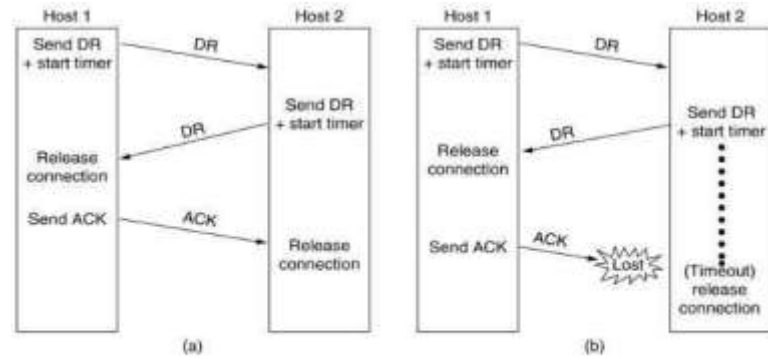 Host 1
Host 2
Send DR
+ start timer
DR
Send DR
+ start timer
DR
Release
connection
Send ACK
ACK
Release
connection
(a)
Host 1
Host 2
Send DR
+ start timer
DR
Send DR
+ start timer
DR
Release
connection
Send ACK
ACK
Lost
(Timeout)
release
connection
(b)